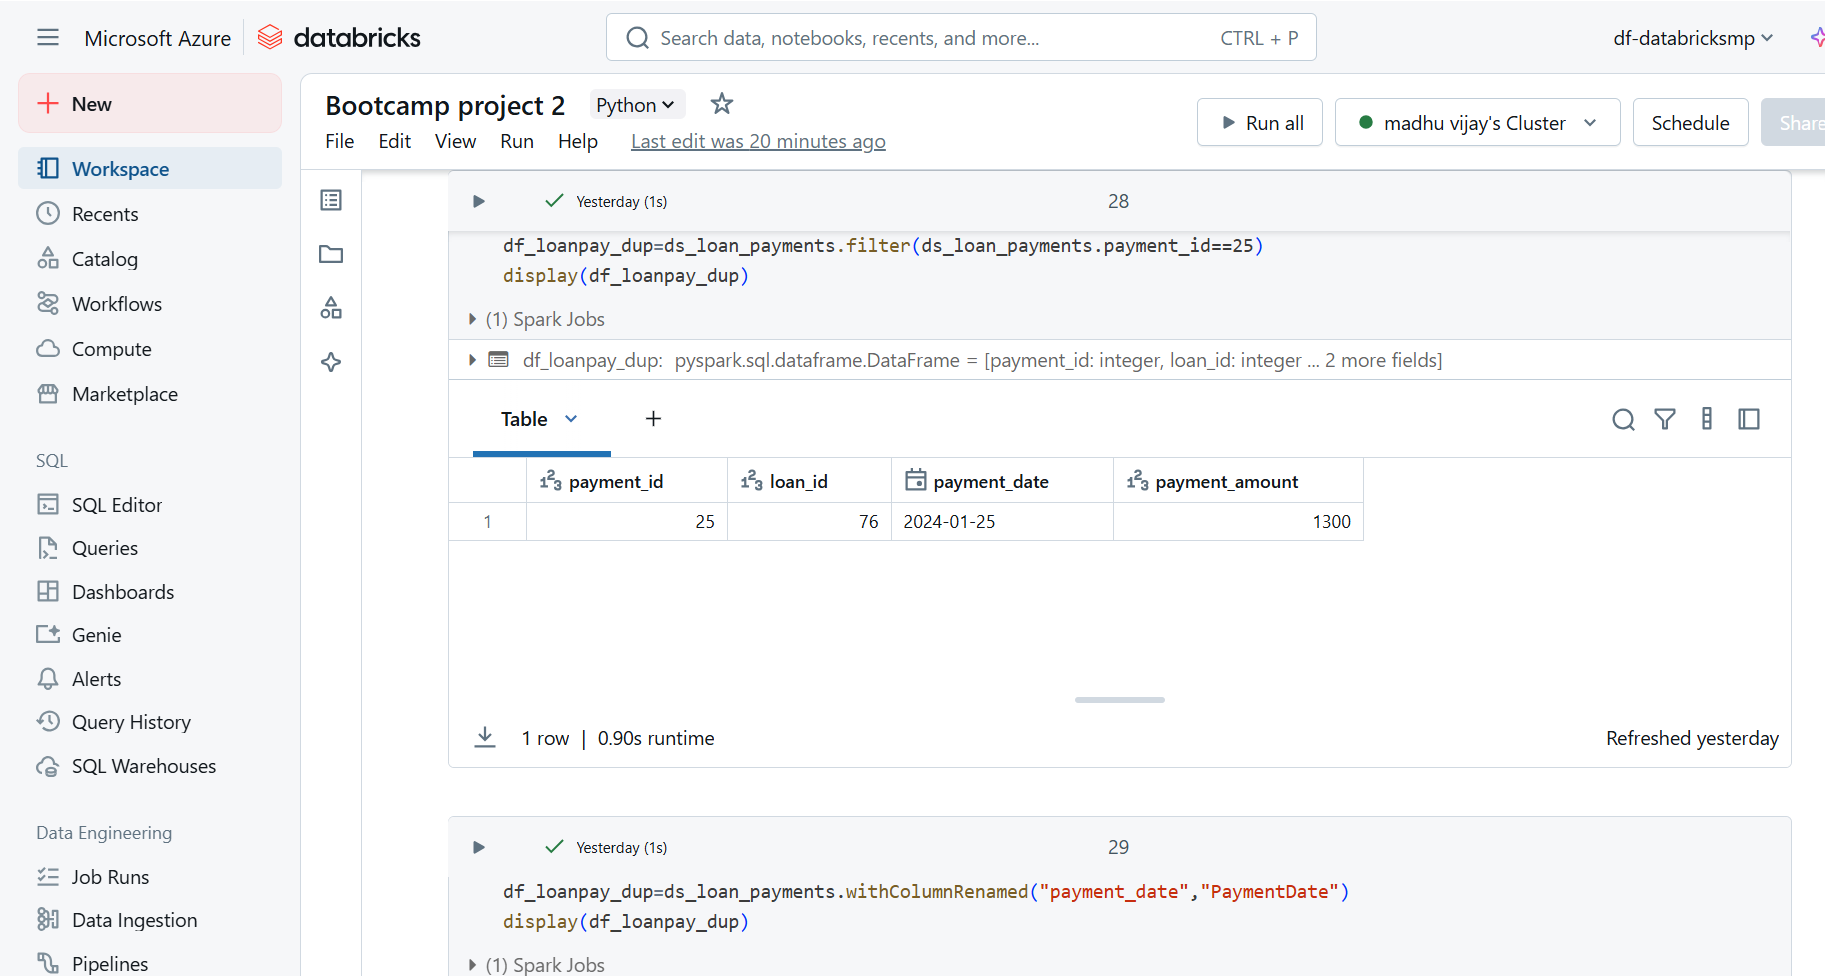 Microsoft Azure
databricks
Search data, notebooks, recents, and more...
CTRL + P
df-databricksmp
New
Workspace
Recents
Catalog
Workflows
Compute
Marketplace
SQL
SQL Editor
Queries
Dashboards
Genie
Alerts
Query History
SQL Warehouses
Data Engineering
Job Runs
Data Ingestion
Pipelines
Bootcamp project 2
Python
File Edit View Run Help Last edit was 20 minutes ago
Run all
madhu vijay's Cluster
Schedule
Share
Yesterday (1s)
28
df_loanpay_dup=ds_loan_payments.filter(ds_loan_payments.payment_id==25)
display(df_loanpay_dup)
(1) Spark Jobs
df_loanpay_dup: pyspark.sql.dataframe.DataFrame = [payment_id: integer, loan_id: integer ... 2 more fields]
Table
+
123 payment_id 123 loan_id payment_date 123 payment_amount
1 25 76 2024-01-25 1300
1 row | 0.90s runtime
Refreshed yesterday
Yesterday (1s)
29
df_loanpay_dup=ds_loan_payments.withColumnRenamed("payment_date","PaymentDate")
display(df_loanpay_dup)
(1) Spark Jobs